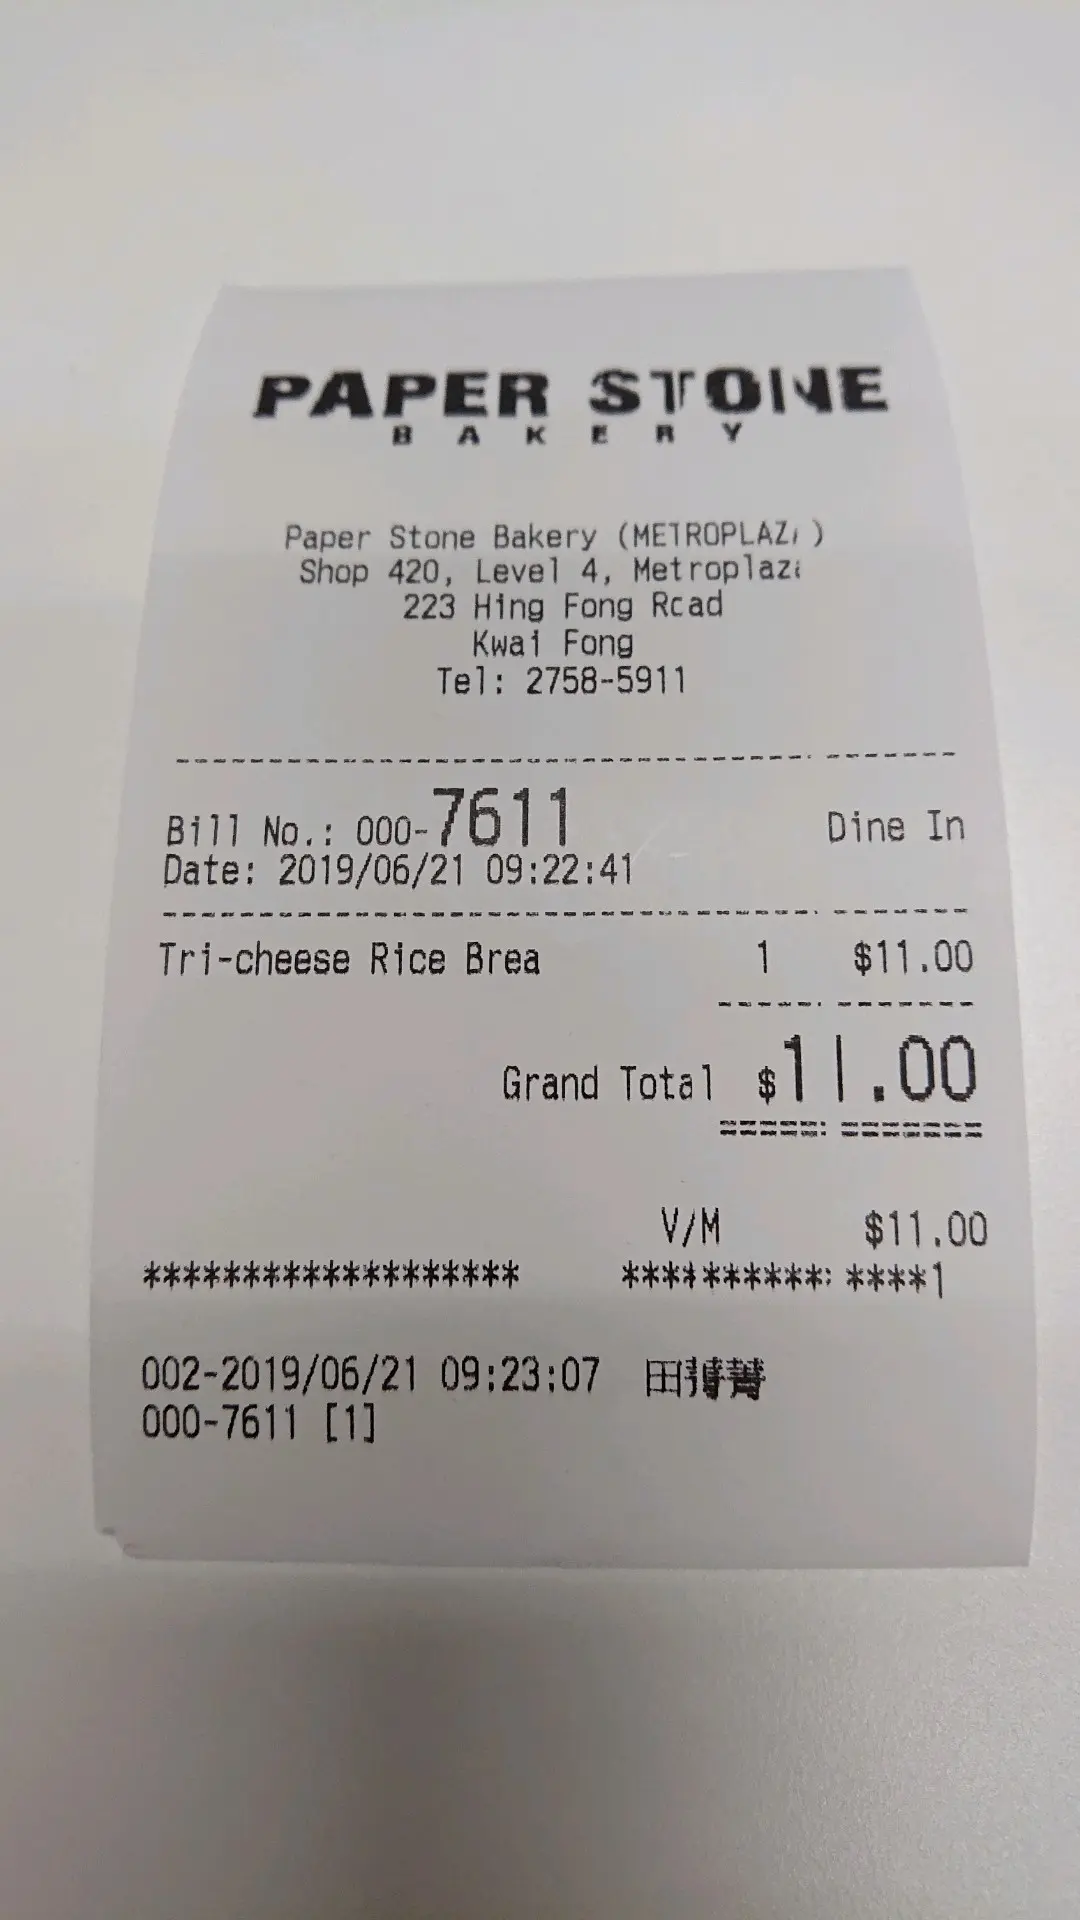 PAPER STONE
BAKERY
Paper Stone Bakery (METROPLAZA)
Shop 420, Level 4, Metroplaza
223 Hing Fong Road
Kwai Fong
Tel: 2758-5911
Bill No.: 000-7611 Dine In
Date: 2019/06/21 09:22:41
Tri-cheese Rice Brea 1 $11.00
Grand Total $11.00
V/M $11.00
******************* ***************1
002-2019/06/21 09:23:07 田
000-7611 [1]